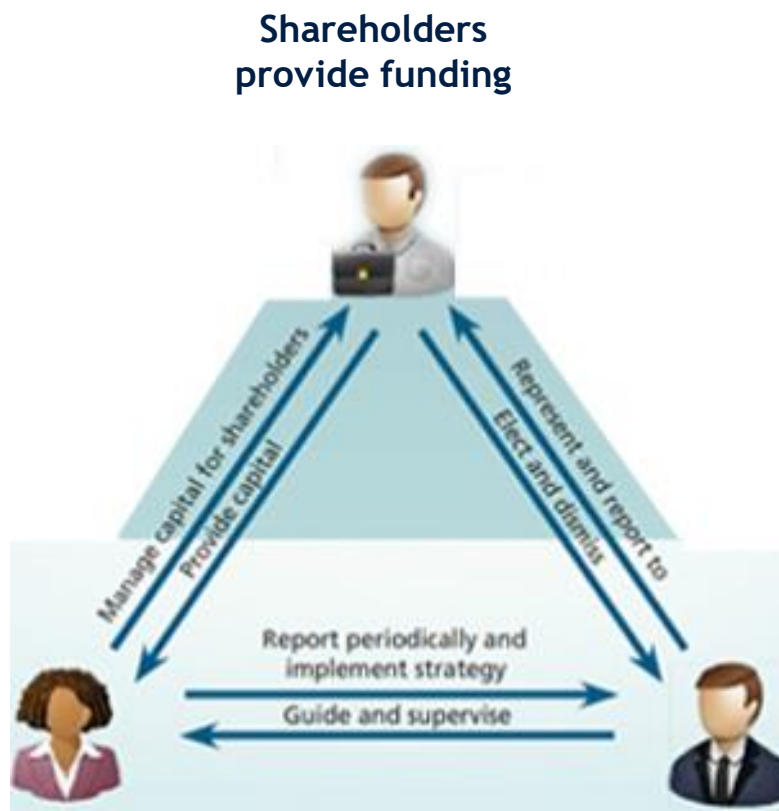 Shareholders
provide funding
Manage capital for shareholders
Provide capital
Represent and report to
Elect and dismiss
Report periodically and
implement strategy
Guide and supervise